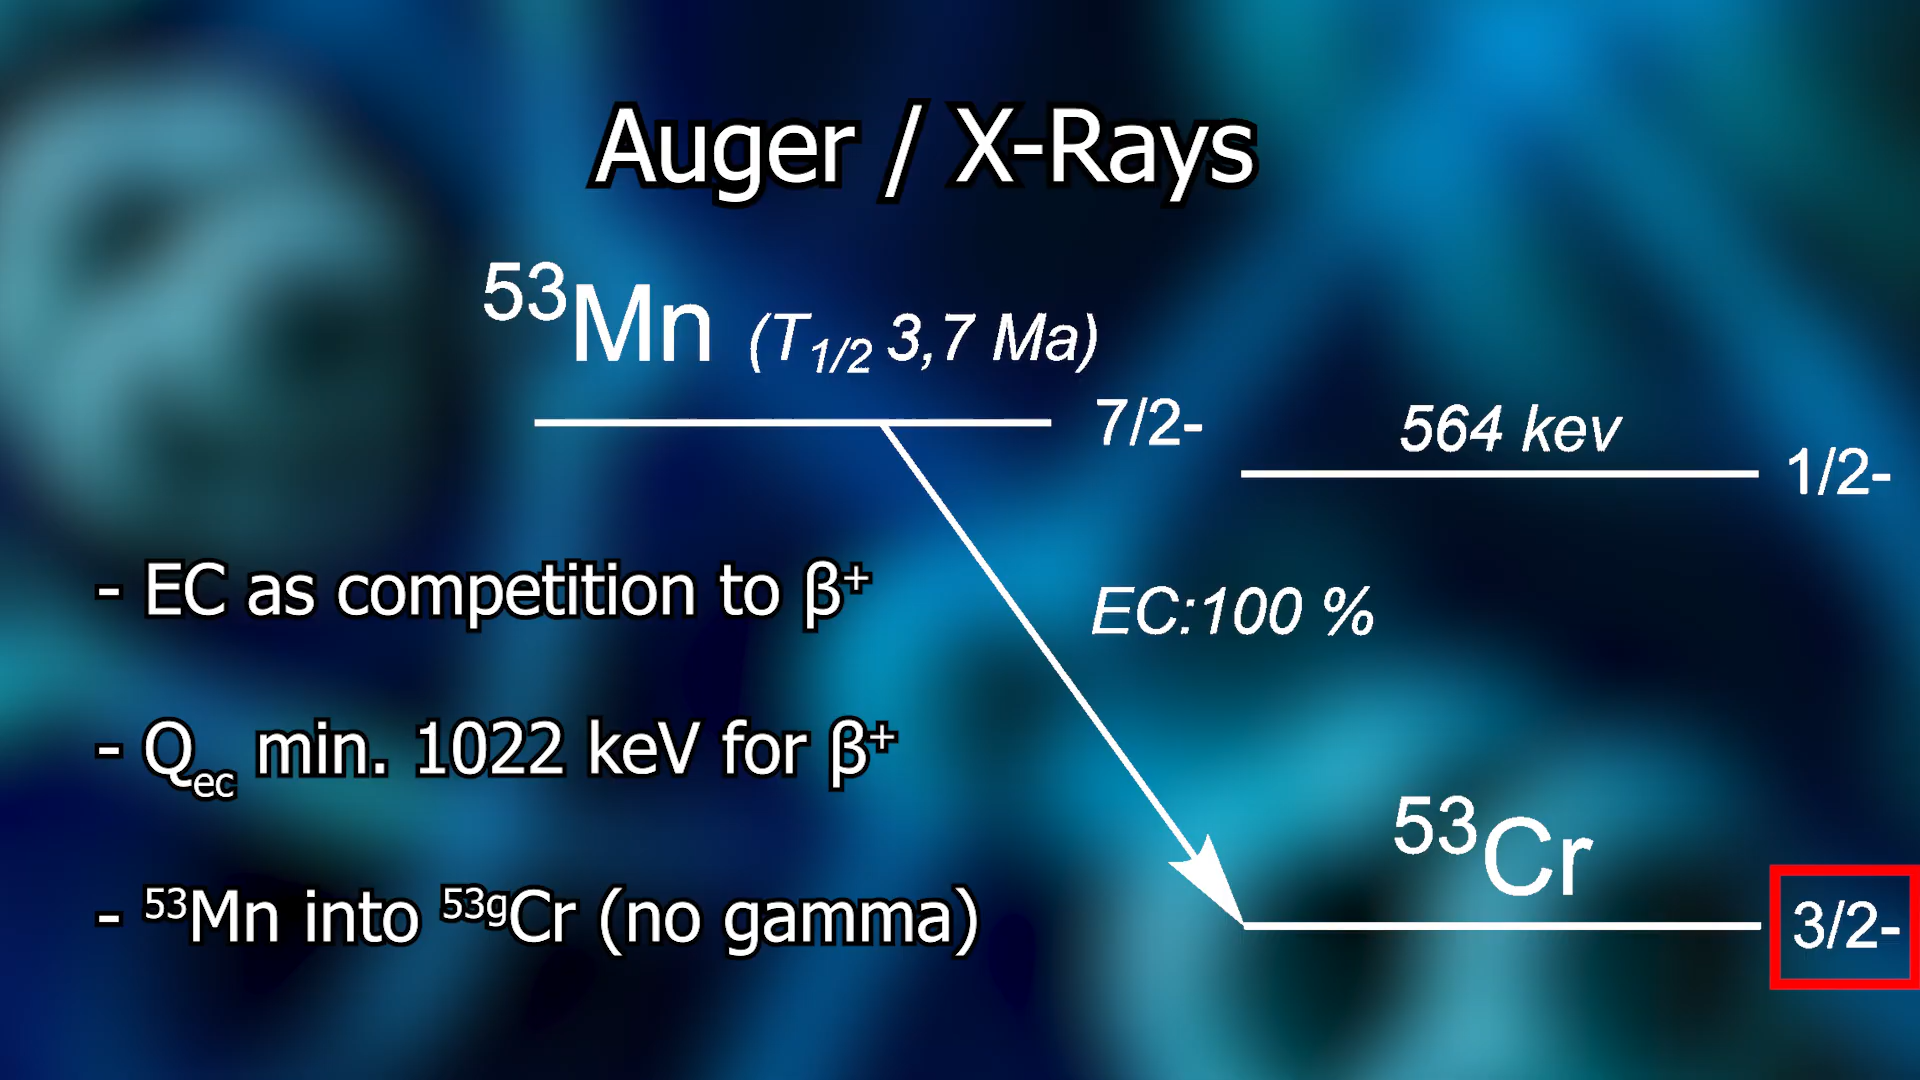 Auger / X-Rays
⁵³Mn (T₁/₂ 3,7 Ma)
7/2-
564 kev
1/2-
- EC as competition to β⁺
EC:100 %
- Qec min. 1022 keV for β⁺
⁵³Cr
- ⁵³Mn into ⁵³ᵍCr (no gamma)
3/2-